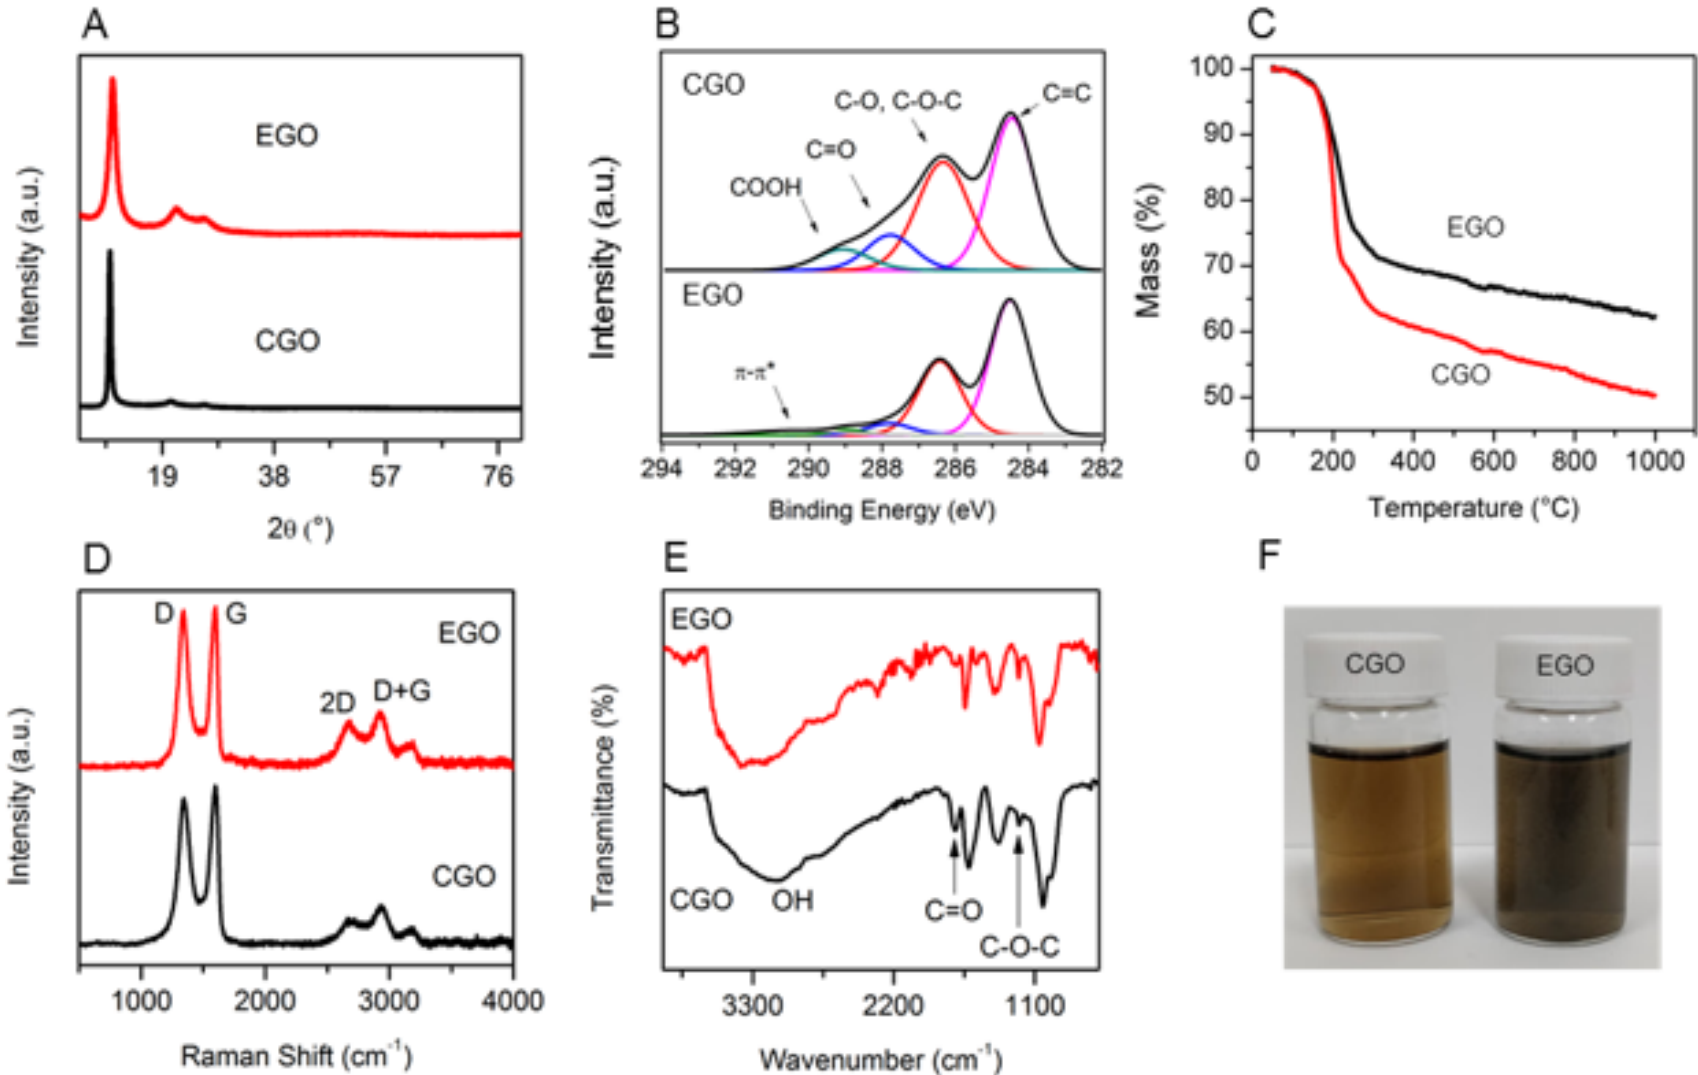 A
Intensity (a.u.)
EGO
CGO
19 38 57 76
2θ (°)
B
Intensity (a.u.)
CGO
C-O, C-O-C
C=C
C=O
COOH
EGO
π-π*
294 292 290 288 286 284 282
Binding Energy (eV)
C
Mass (%)
100
90
80
70
60
50
EGO
CGO
0 200 400 600 800 1000
Temperature (°C)
D
Intensity (a.u.)
D G
EGO
2D D+G
CGO
1000 2000 3000 4000
Raman Shift (cm⁻¹)
E
Transmittance (%)
EGO
CGO OH
C=O
C-O-C
3300 2200 1100
Wavenumber (cm⁻¹)
F
CGO EGO